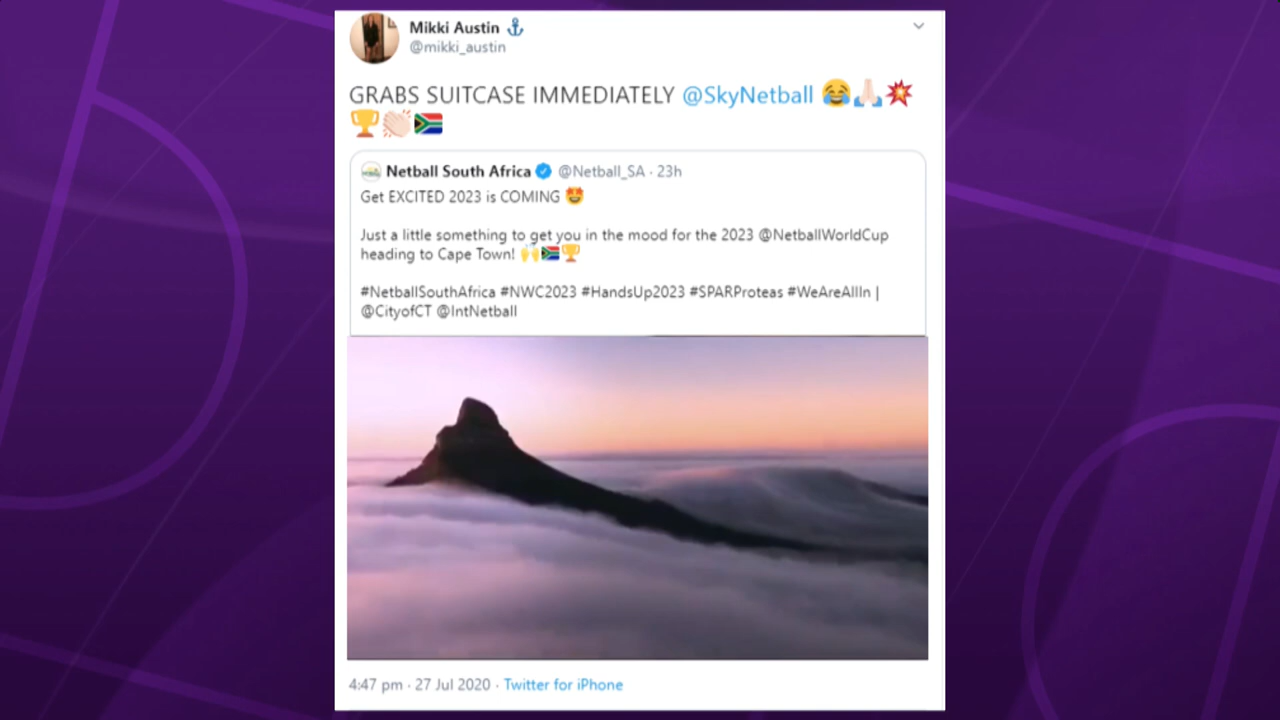 Mikki Austin ⚓
@mikki_austin
GRABS SUITCASE IMMEDIATELY @SkyNetball 😂🙏🏻💥
🏆👏🏻🇿🇦
Netball South Africa @Netball_SA · 23h
Get EXCITED 2023 is COMING 🤩
Just a little something to get you in the mood for the 2023 @NetballWorldCup
heading to Cape Town! 🙌🇿🇦🏆
#NetballSouthAfrica #NWC2023 #HandsUp2023 #SPARProteas #WeAreAllIn |
@CityofCT @IntNetball
4:47 pm · 27 Jul 2020 · Twitter for iPhone